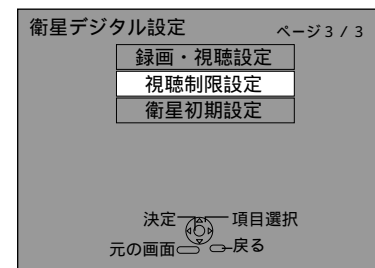 衛星デジタル設定 ページ3 / 3
録画・視聴設定
視聴制限設定
衛星初期設定
決定 項目選択
元の画面 戻る